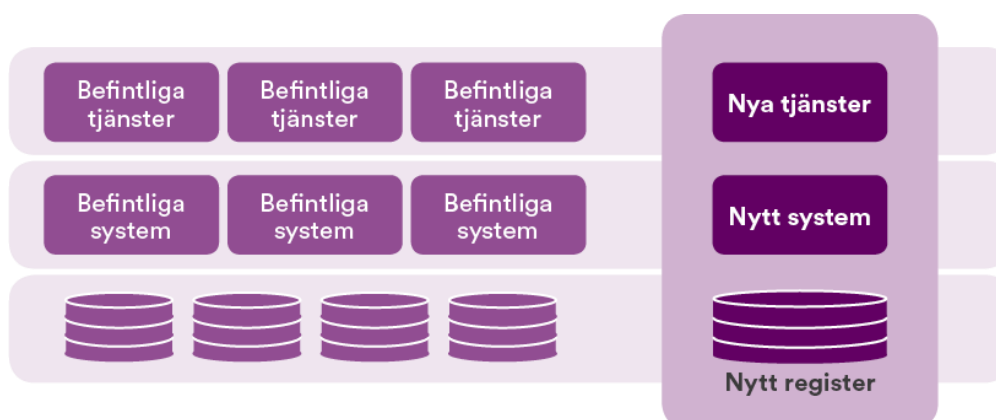 Befintliga
tjänster
Befintliga
tjänster
Befintliga
tjänster
Nya tjänster
Befintliga
system
Befintliga
system
Befintliga
system
Nytt system
Nytt register